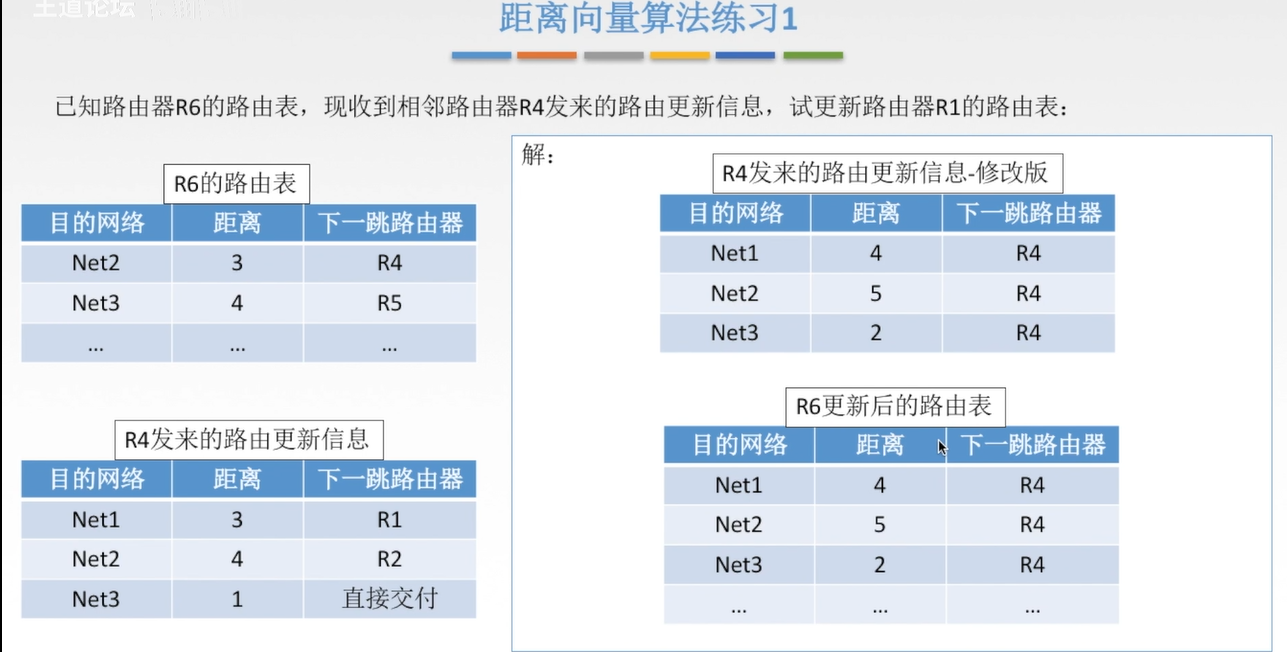 王道论坛
距离向量算法练习1
已知路由器R6的路由表，现收到相邻路由器R4发来的路由更新信息，试更新路由器R1的路由表：
R6的路由表
目的网络 距离 下一跳路由器
Net2 3 R4
Net3 4 R5
... ... ...
R4发来的路由更新信息
目的网络 距离 下一跳路由器
Net1 3 R1
Net2 4 R2
Net3 1 直接交付
解：
R4发来的路由更新信息-修改版
目的网络 距离 下一跳路由器
Net1 4 R4
Net2 5 R4
Net3 2 R4
R6更新后的路由表
目的网络 距离 下一跳路由器
Net1 4 R4
Net2 5 R4
Net3 2 R4
... ... ...